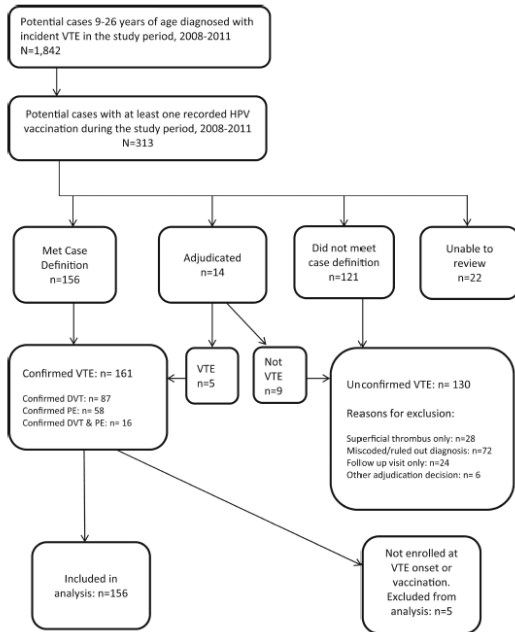 Potential cases 9-26 years of age diagnosed with
incident VTE in the study period, 2008-2011
N=1,842
Potential cases with at least one recorded HPV
vaccination during the study period, 2008-2011
N=313
Met Case
Definition
n=156
Adjudicated
n=14
Did not meet
case definition
n=121
Unable to
review
n=22
Confirmed VTE: n= 161
Confirmed DVT: n= 87
Confirmed PE: n= 58
Confirmed DVT & PE: n= 16
VTE
n=5
Not
VTE
n=9
Unconfirmed VTE: n= 130
Reasons for exclusion:
Superficial thrombus only: n=28
Miscoded/ruled out diagnosis: n=72
Follow up visit only: n=24
Other adjudication decision: n= 6
Included in
analysis: n=156
Not enrolled at
VTE onset or
vaccination.
Excluded from
analysis: n=5